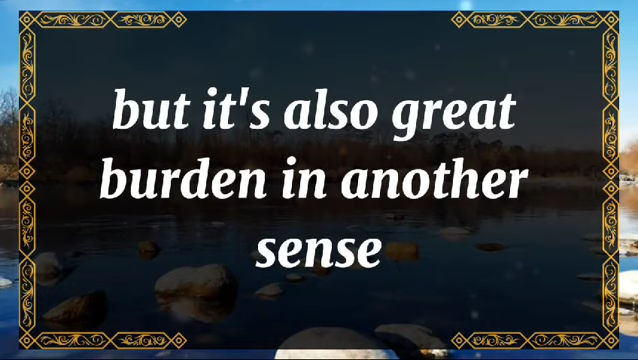 but it's also great
burden in another
sense